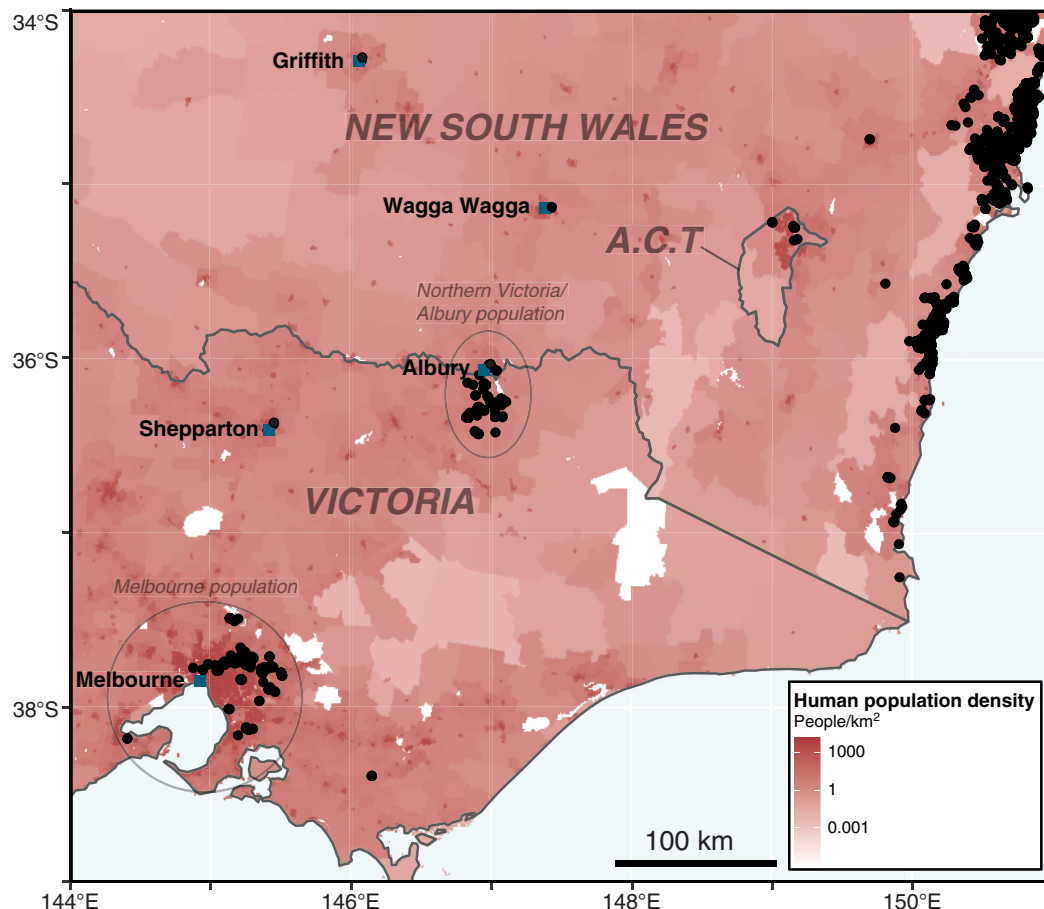 34°S
Griffith
NEW SOUTH WALES
Wagga Wagga
A.C.T
Northern Victoria/
Albury population
36°S
Albury
Shepparton
VICTORIA
Melbourne population
Melbourne
38°S
Human population density
People/km²
1000
1
0.001
100 km
144°E
146°E
148°E
150°E